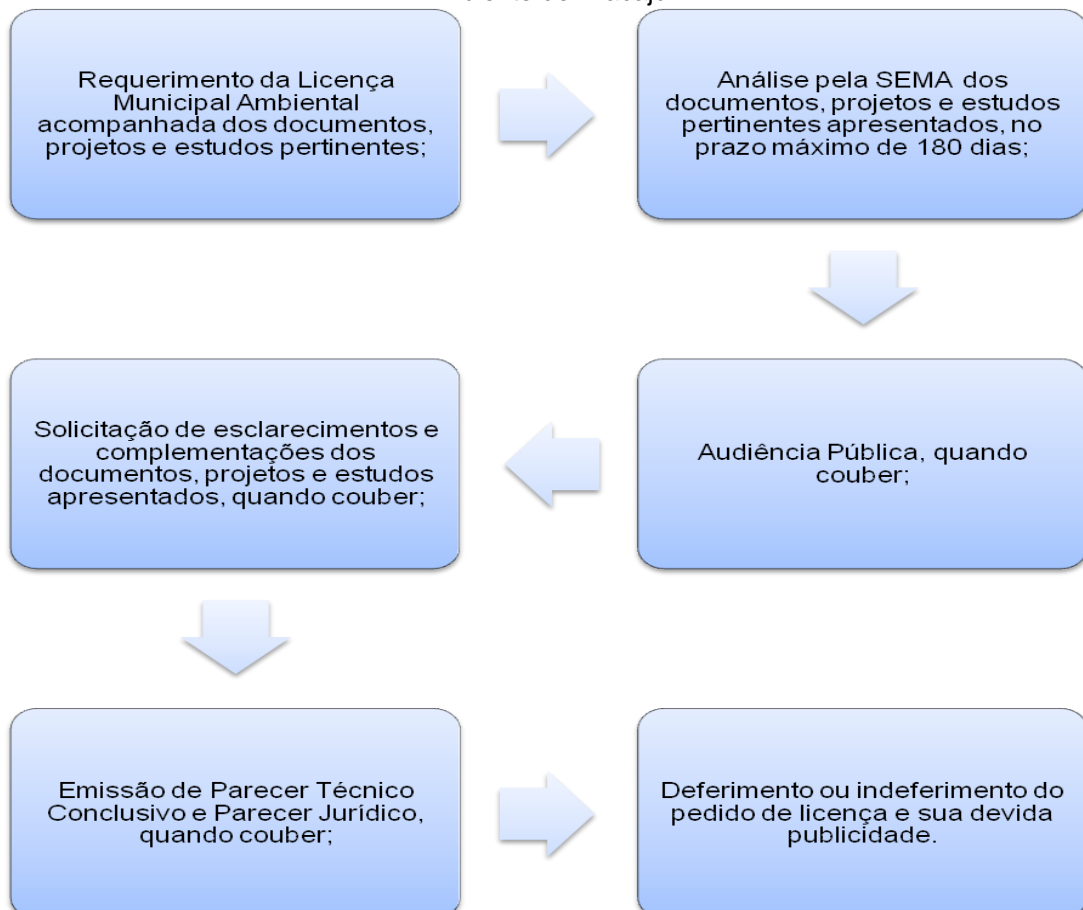 Requerimento da Licença
Municipal Ambiental
acompanhada dos documentos,
projetos e estudos pertinentes;
Análise pela SEMA dos
documentos, projetos e estudos
pertinentes apresentados, no
prazo máximo de 180 dias;
Audiência Pública, quando
couber;
Solicitação de esclarecimentos e
complementações dos
documentos, projetos e estudos
apresentados, quando couber;
Emissão de Parecer Técnico
Conclusivo e Parecer Jurídico,
quando couber;
Deferimento ou indeferimento do
pedido de licença e sua devida
publicidade.